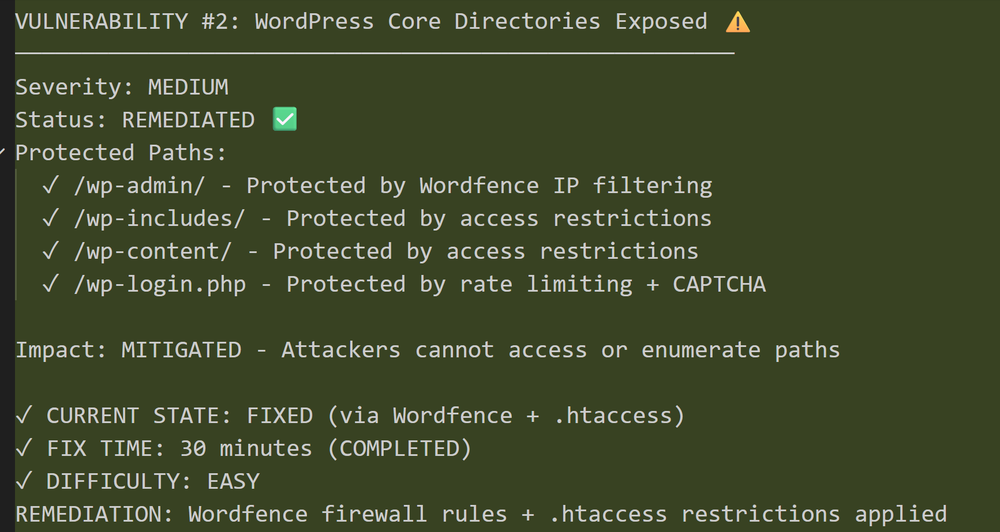 VULNERABILITY #2: WordPress Core Directories Exposed ⚠️
Severity: MEDIUM
Status: REMEDIATED ✅
Protected Paths:
✓ /wp-admin/ - Protected by Wordfence IP filtering
✓ /wp-includes/ - Protected by access restrictions
✓ /wp-content/ - Protected by access restrictions
✓ /wp-login.php - Protected by rate limiting + CAPTCHA
Impact: MITIGATED - Attackers cannot access or enumerate paths
✓ CURRENT STATE: FIXED (via Wordfence + .htaccess)
✓ FIX TIME: 30 minutes (COMPLETED)
✓ DIFFICULTY: EASY
REMEDIATION: Wordfence firewall rules + .htaccess restrictions applied